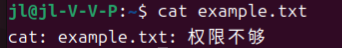 jl@jl-V-V-P:~$ cat example.txt
cat: example.txt: 权限不够